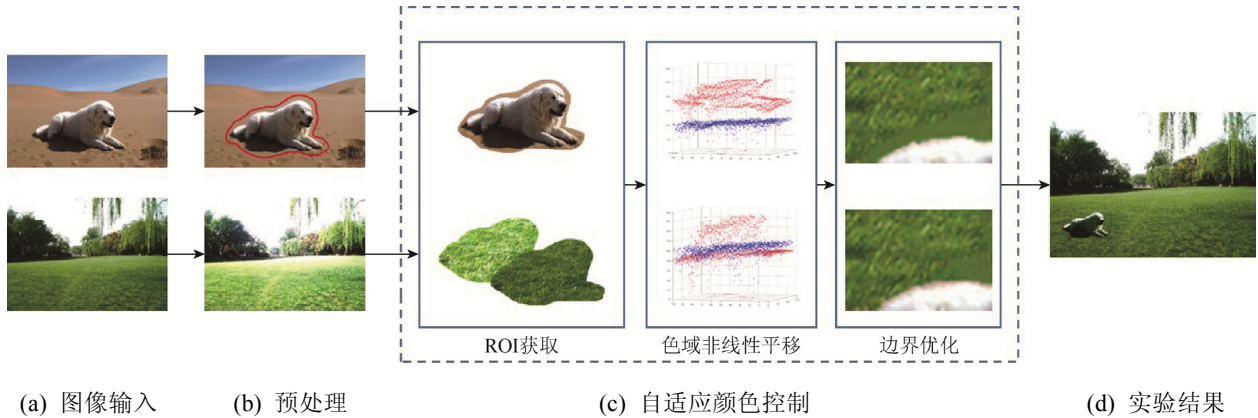 ROI获取
色域非线性平移
边界优化
(a) 图像输入
(b) 预处理
(c) 自适应颜色控制
(d) 实验结果